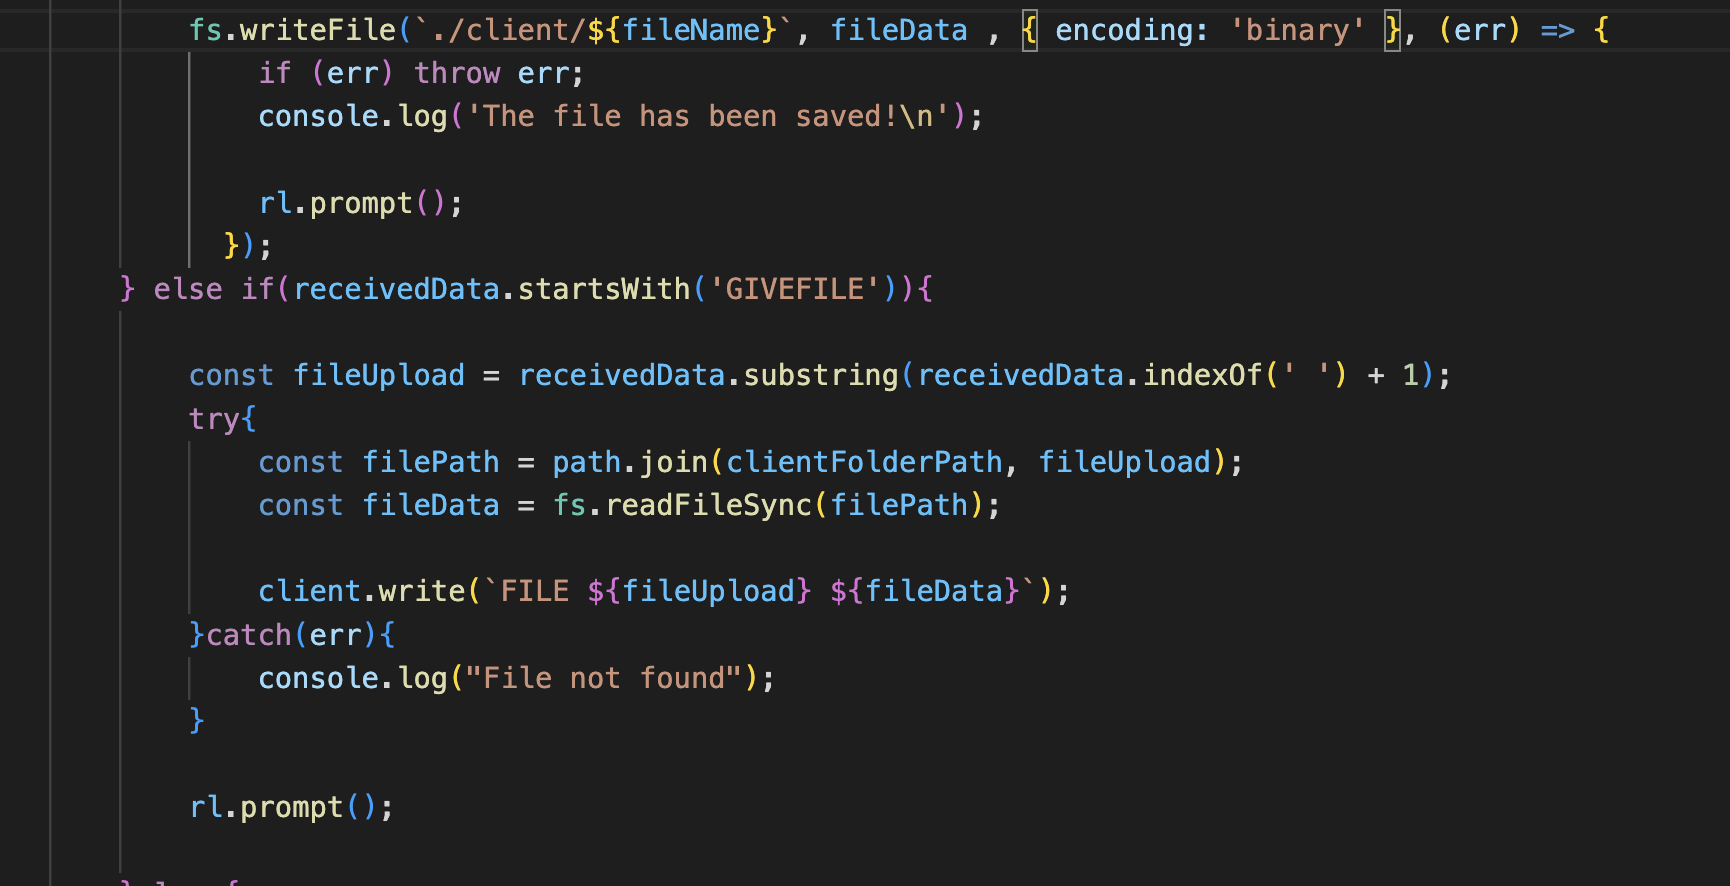 fs.writeFile(`./client/${fileName}`, fileData , { encoding: 'binary' }, (err) => {
if (err) throw err;
console.log('The file has been saved!\n');
rl.prompt();
});
} else if(receivedData.startsWith('GIVEFILE')){
const fileUpload = receivedData.substring(receivedData.indexOf(' ') + 1);
try{
const filePath = path.join(clientFolderPath, fileUpload);
const fileData = fs.readFileSync(filePath);
client.write(`FILE ${fileUpload} ${fileData}`);
}catch(err){
console.log("File not found");
}
rl.prompt();